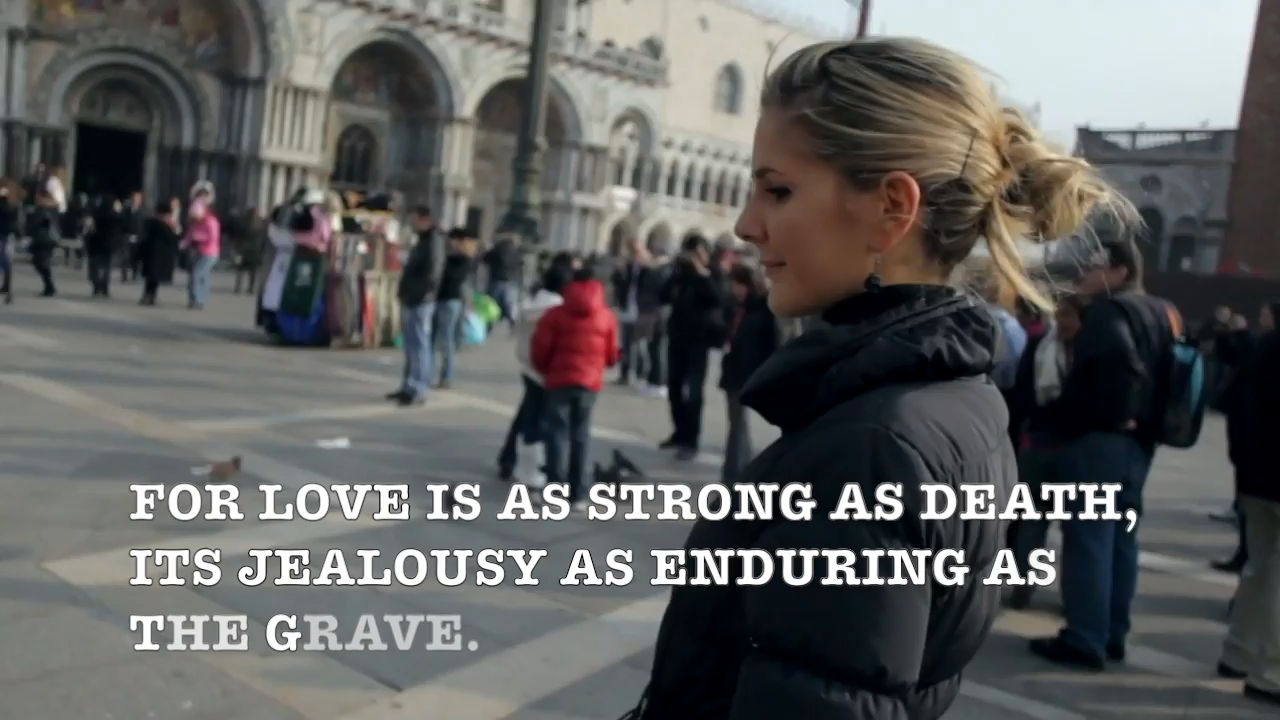 FOR LOVE IS AS STRONG AS DEATH,
ITS JEALOUSY AS ENDURING AS
THE GRAVE.